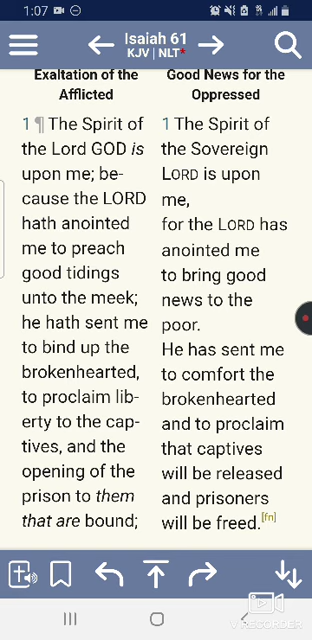 1:07
Isaiah 61
KJV | NLT*
Exaltation of the
Afflicted
1 ¶ The Spirit of
the Lord GOD is
upon me; be-
cause the LORD
hath anointed
me to preach
good tidings
unto the meek;
he hath sent me
to bind up the
brokenhearted,
to proclaim lib-
erty to the cap-
tives, and the
opening of the
prison to them
that are bound;
Good News for the
Oppressed
1 The Spirit of
the Sovereign
LORD is upon
me,
for the LORD has
anointed me
to bring good
news to the
poor.
He has sent me
to comfort the
brokenhearted
and to proclaim
that captives
will be released
and prisoners
will be freed.[fn]
V RECORDER